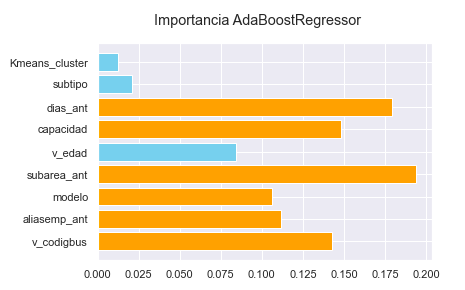 Importancia AdaBoostRegressor
Kmeans_cluster
subtipo
dias_ant
capacidad
v_edad
subarea_ant
modelo
aliasemp_ant
v_codigbus
0.000 0.025 0.050 0.075 0.100 0.125 0.150 0.175 0.200